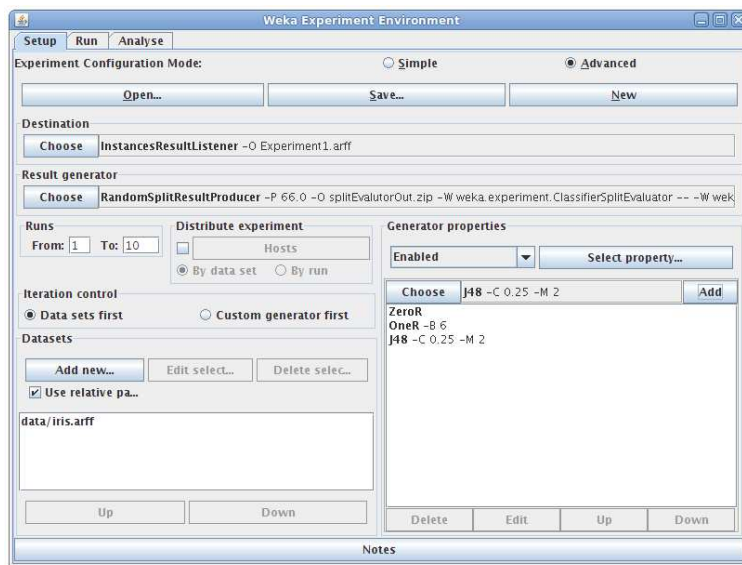 Weka Experiment Environment
Setup Run Analyse
Experiment Configuration Mode: Simple Advanced
Open... Save... New
Destination
Choose InstancesResultListener -O Experiment1.arff
Result generator
Choose RandomSplitResultProducer -P 66.0 -O splitEvalutorOut.zip -W weka.experiment.ClassifierSplitEvaluator -- -W wek
Runs
From: 1 To: 10
Distribute experiment
Hosts
By data set By run
Generator properties
Enabled Select property...
Iteration control
Data sets first Custom generator first
Choose J48 -C 0.25 -M 2 Add
ZeroR
OneR -B 6
J48 -C 0.25 -M 2
Datasets
Add new... Edit select... Delete selec...
Use relative pa...
data/iris.arff
Up Down
Delete Edit Up Down
Notes